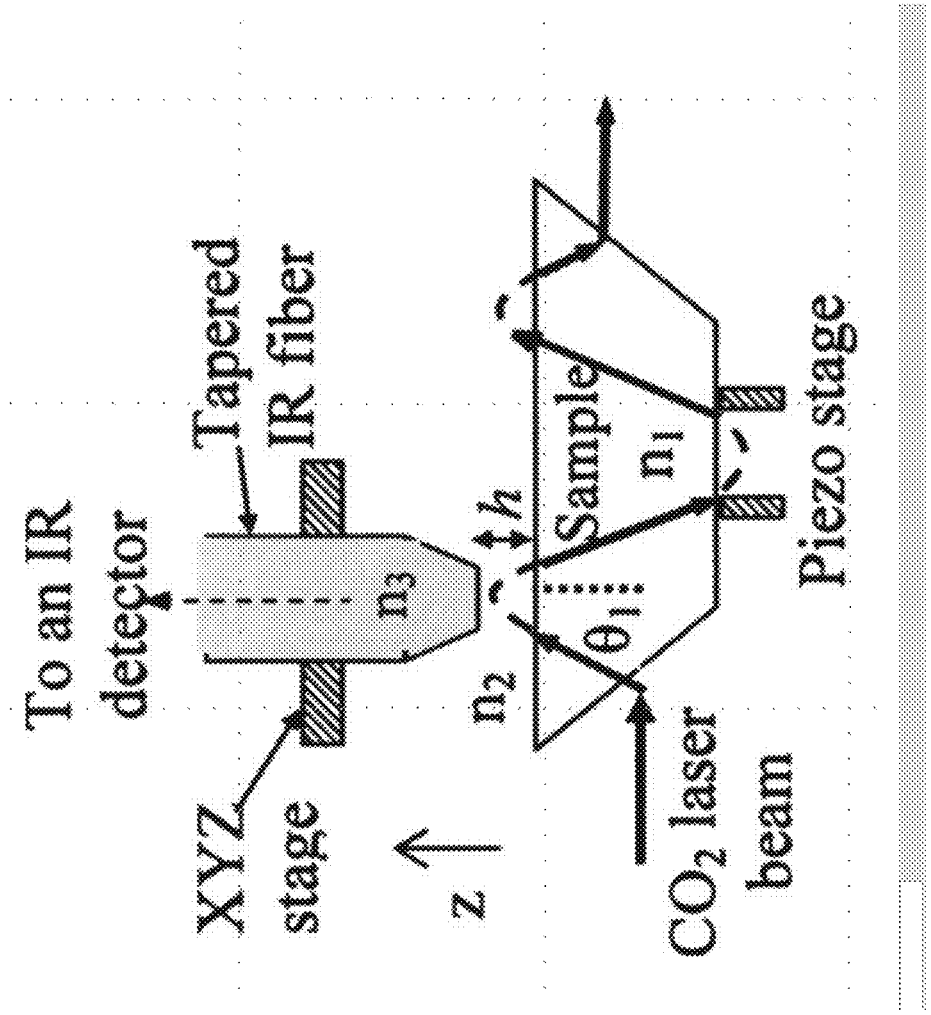 To an IR
detector
Tapered
IR fiber
XYZ
stage
n₃
z
n₂
h
Sample
θ₁
n₁
CO₂ laser
beam
Piezo stage